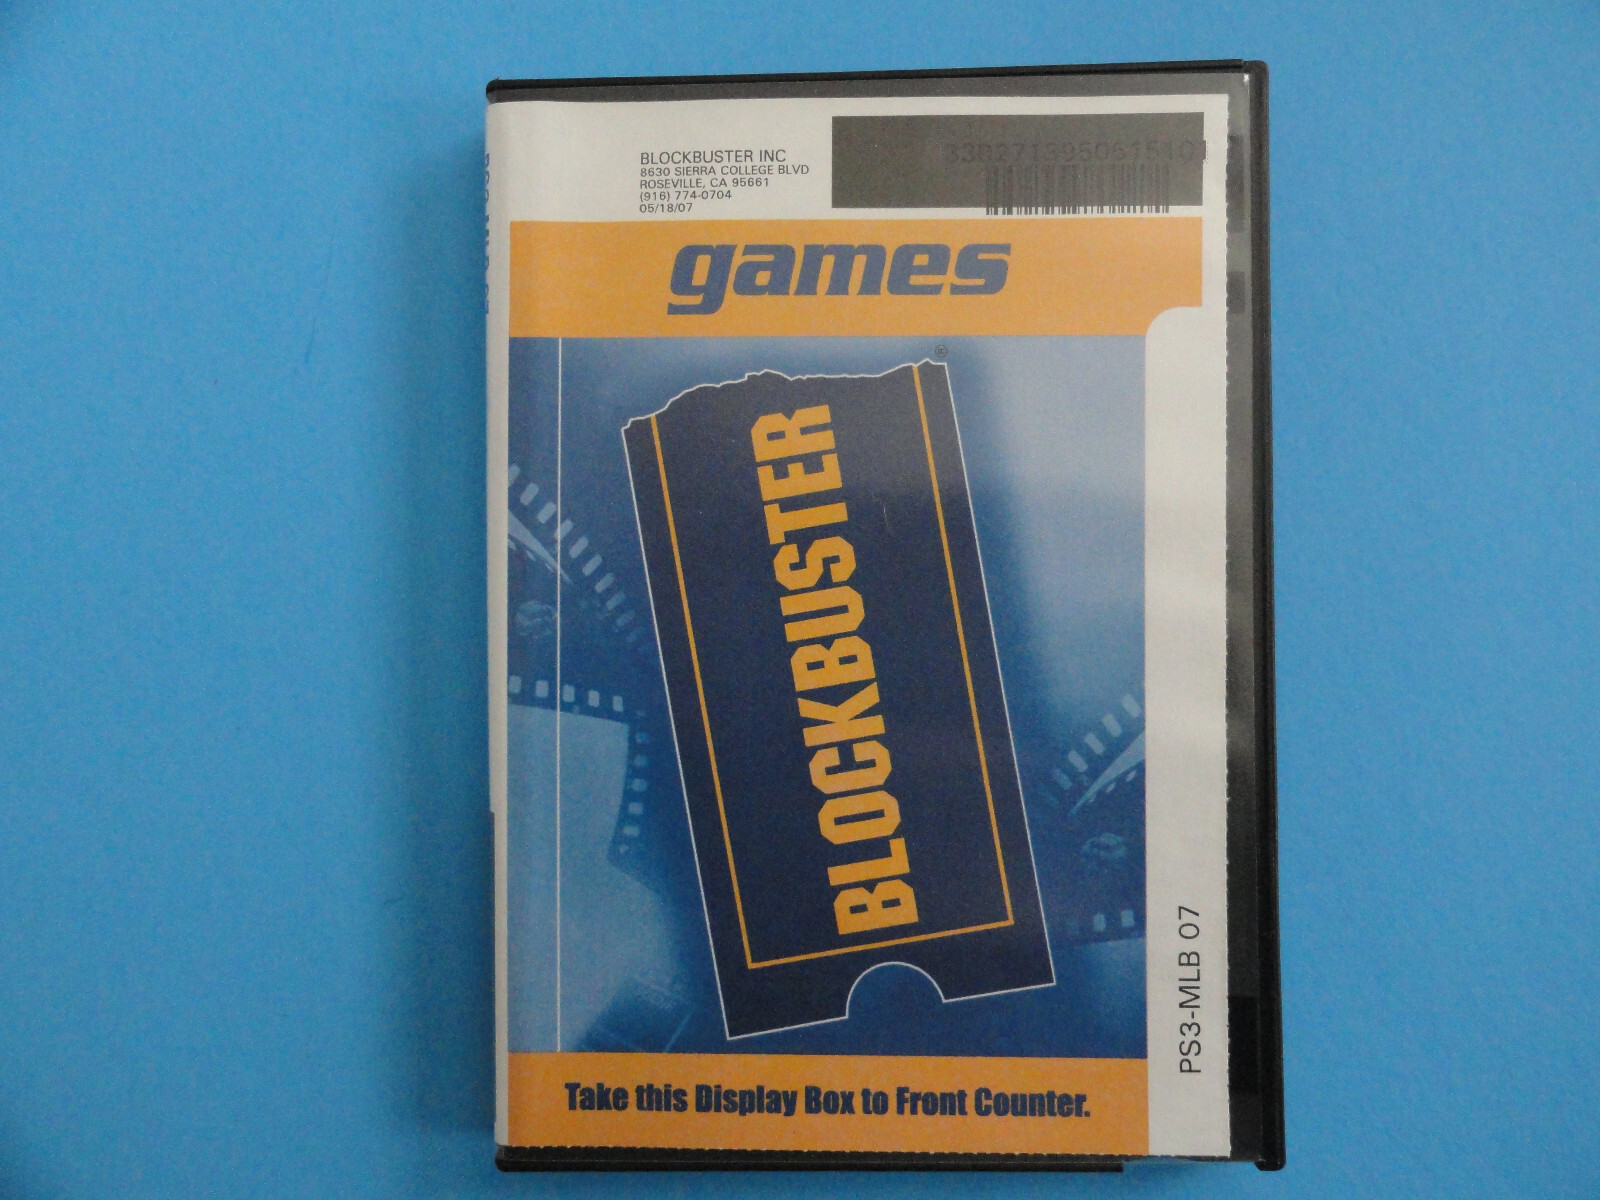 BLOCKBUSTER INC
8630 SIERRA COLLEGE BLVD
ROSEVILLE, CA 95661
(916) 774-0704
05/18/07
games
BLOCKBUSTER
®
PS3-MLB 07
Take this Display Box to Front Counter.